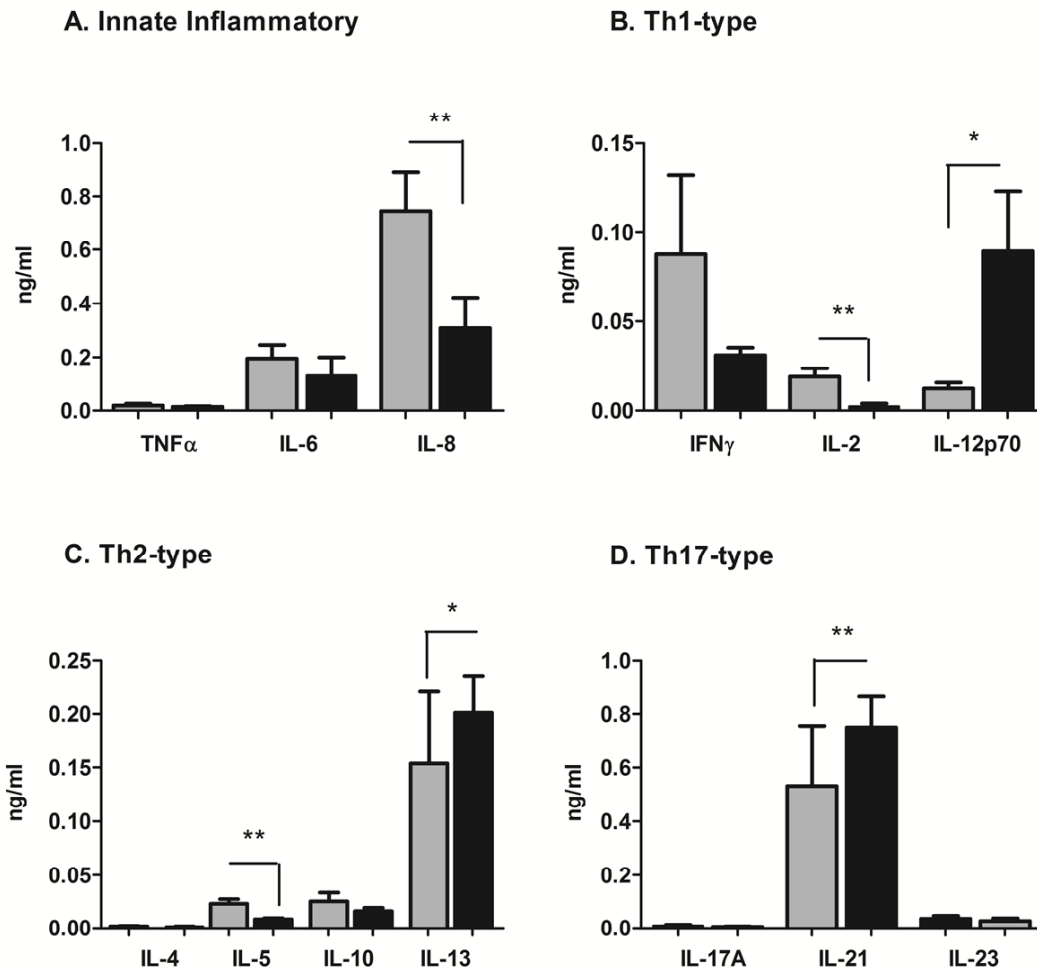 A. Innate Inflammatory
B. Th1-type
ng/ml
1.0
0.8
0.6
0.4
0.2
0.0
**
TNFα IL-6 IL-8
ng/ml
0.15
0.10
0.05
0.00
**
*
IFNγ IL-2 IL-12p70
C. Th2-type
D. Th17-type
ng/ml
0.25
0.20
0.15
0.10
0.05
0.00
**
*
IL-4 IL-5 IL-10 IL-13
ng/ml
1.0
0.8
0.6
0.4
0.2
0.0
**
IL-17A IL-21 IL-23